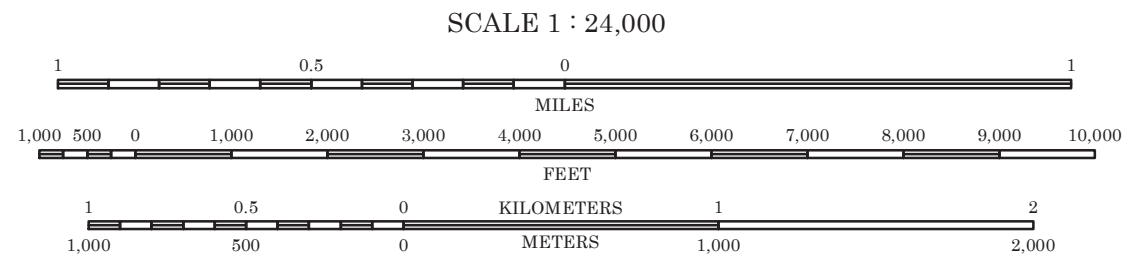 SCALE 1 : 24,000
1 0.5 0 1
MILES
1,000 500 0 1,000 2,000 3,000 4,000 5,000 6,000 7,000 8,000 9,000 10,000
FEET
1 0.5 0 KILOMETERS 1 2
1,000 500 0 METERS 1,000 2,000